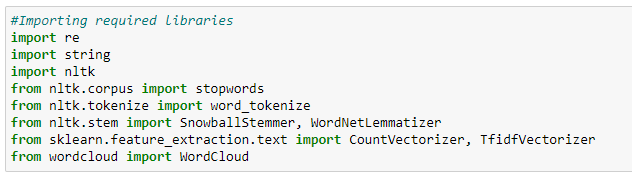 #Importing required libraries
import re
import string
import nltk
from nltk.corpus import stopwords
from nltk.tokenize import word_tokenize
from nltk.stem import SnowballStemmer, WordNetLemmatizer
from sklearn.feature_extraction.text import CountVectorizer, TfidfVectorizer
from wordcloud import WordCloud